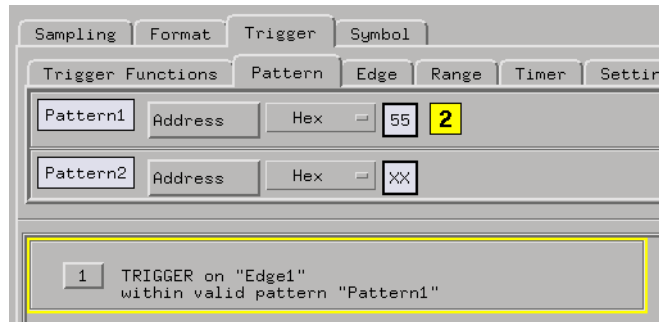 Sampling Format Trigger Symbol
Trigger Functions Pattern Edge Range Timer Settin
Pattern1 Address Hex 55 2
Pattern2 Address Hex XX
1 TRIGGER on "Edge1"
within valid pattern "Pattern1"